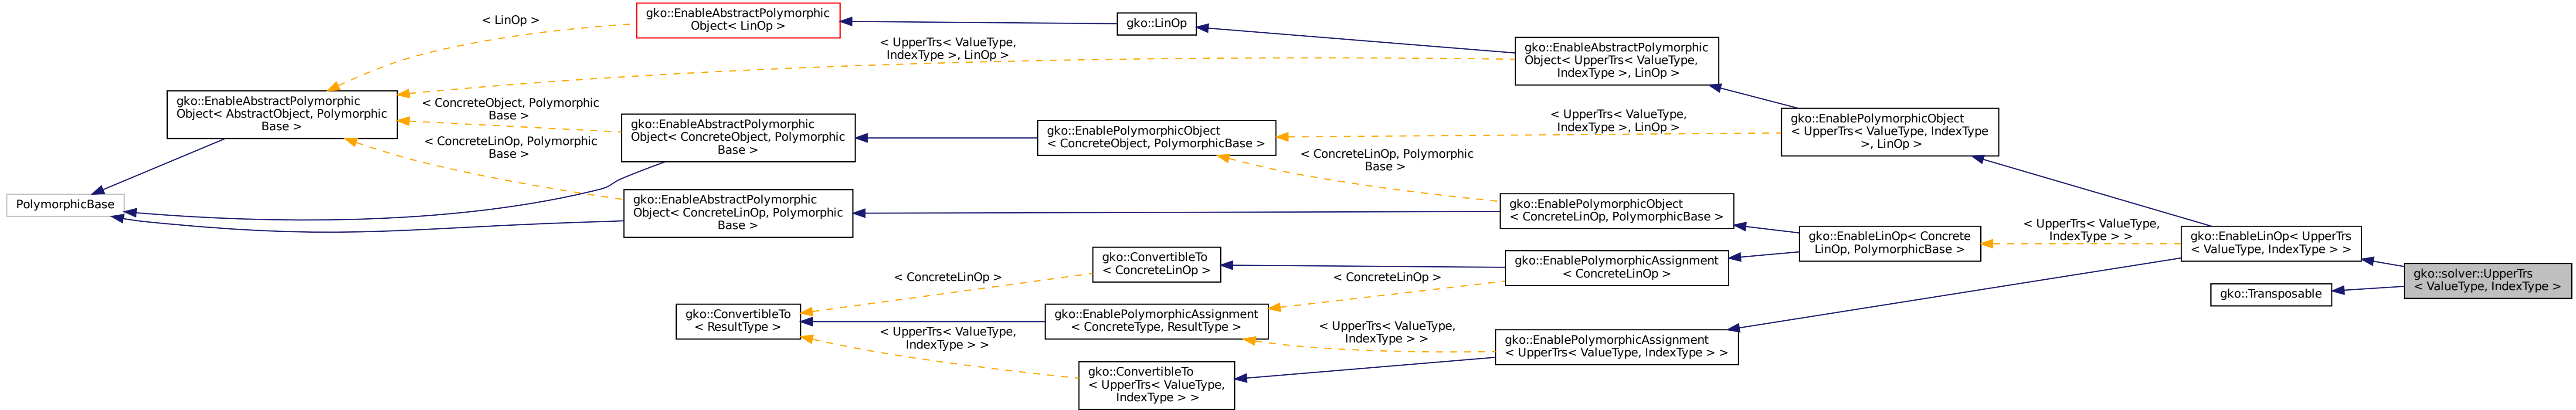 gko::EnableAbstractPolymorphic
Object< LinOp >
< LinOp >
gko::LinOp
< UpperTrs< ValueType,
IndexType >, LinOp >
gko::EnableAbstractPolymorphic
Object< UpperTrs< ValueType,
IndexType >, LinOp >
gko::EnableAbstractPolymorphic
Object< AbstractObject, Polymorphic
Base >
< ConcreteObject, Polymorphic
Base >
< ConcreteLinOp, Polymorphic
Base >
gko::EnableAbstractPolymorphic
Object< ConcreteObject, Polymorphic
Base >
gko::EnablePolymorphicObject
< ConcreteObject, PolymorphicBase >
< UpperTrs< ValueType,
IndexType >, LinOp >
gko::EnablePolymorphicObject
< UpperTrs< ValueType, IndexType
>, LinOp >
< ConcreteLinOp, Polymorphic
Base >
PolymorphicBase
gko::EnableAbstractPolymorphic
Object< ConcreteLinOp, Polymorphic
Base >
gko::EnablePolymorphicObject
< ConcreteLinOp, PolymorphicBase >
gko::EnableLinOp< Concrete
LinOp, PolymorphicBase >
< UpperTrs< ValueType,
IndexType > >
gko::EnableLinOp< UpperTrs
< ValueType, IndexType > >
gko::solver::UpperTrs
< ValueType, IndexType >
gko::Transposable
gko::ConvertibleTo
< ConcreteLinOp >
gko::EnablePolymorphicAssignment
< ConcreteLinOp >
< ConcreteLinOp >
< ConcreteLinOp >
gko::ConvertibleTo
< ResultType >
gko::EnablePolymorphicAssignment
< ConcreteType, ResultType >
< UpperTrs< ValueType,
IndexType > >
< UpperTrs< ValueType,
IndexType > >
gko::EnablePolymorphicAssignment
< UpperTrs< ValueType, IndexType > >
gko::ConvertibleTo
< UpperTrs< ValueType,
IndexType > >